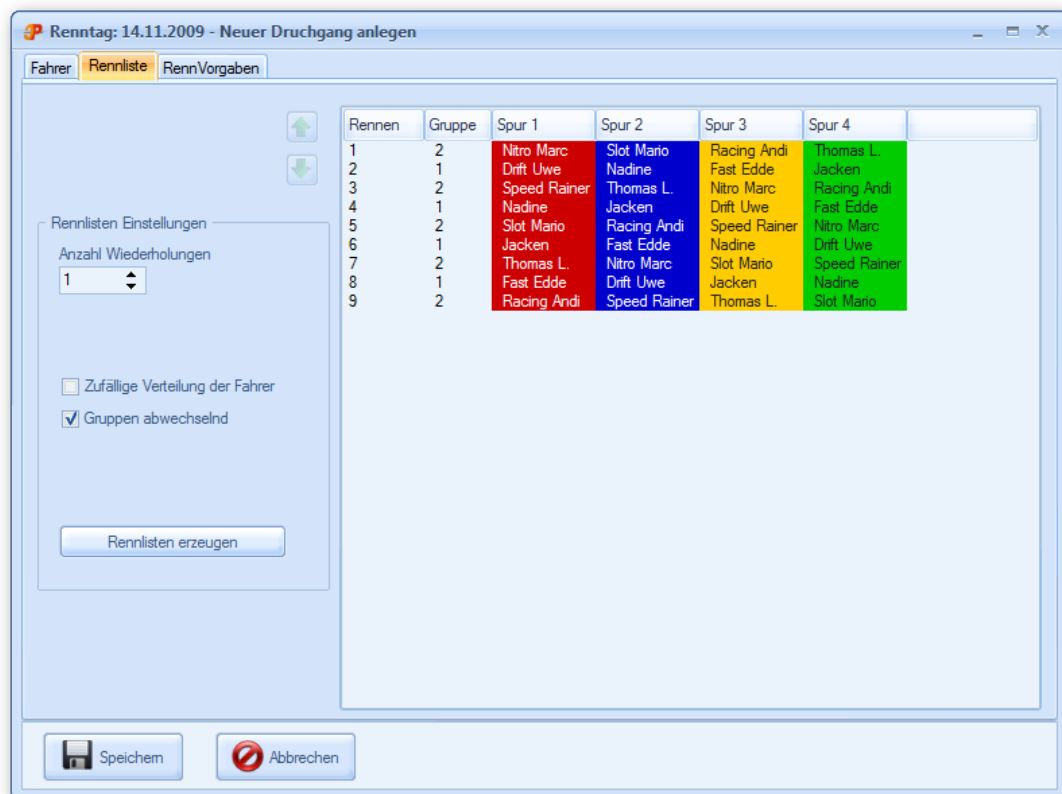 Renntag: 14.11.2009 - Neuer Druchgang anlegen
Fahrer Rennliste RennVorgaben
Rennen Gruppe Spur 1 Spur 2 Spur 3 Spur 4
1 2 Nitro Marc Slot Mario Racing Andi Thomas L.
2 1 Drift Uwe Nadine Fast Edde Jacken
3 2 Speed Rainer Thomas L. Nitro Marc Racing Andi
4 1 Nadine Jacken Drift Uwe Fast Edde
5 2 Slot Mario Racing Andi Speed Rainer Nitro Marc
6 1 Jacken Fast Edde Nadine Drift Uwe
7 2 Thomas L. Nitro Marc Slot Mario Speed Rainer
8 1 Fast Edde Drift Uwe Jacken Nadine
9 2 Racing Andi Speed Rainer Thomas L. Slot Mario
Rennlisten Einstellungen
Anzahl Wiederholungen
1
Zufällige Verteilung der Fahrer
Gruppen abwechselnd
Rennlisten erzeugen
Speichern Abbrechen